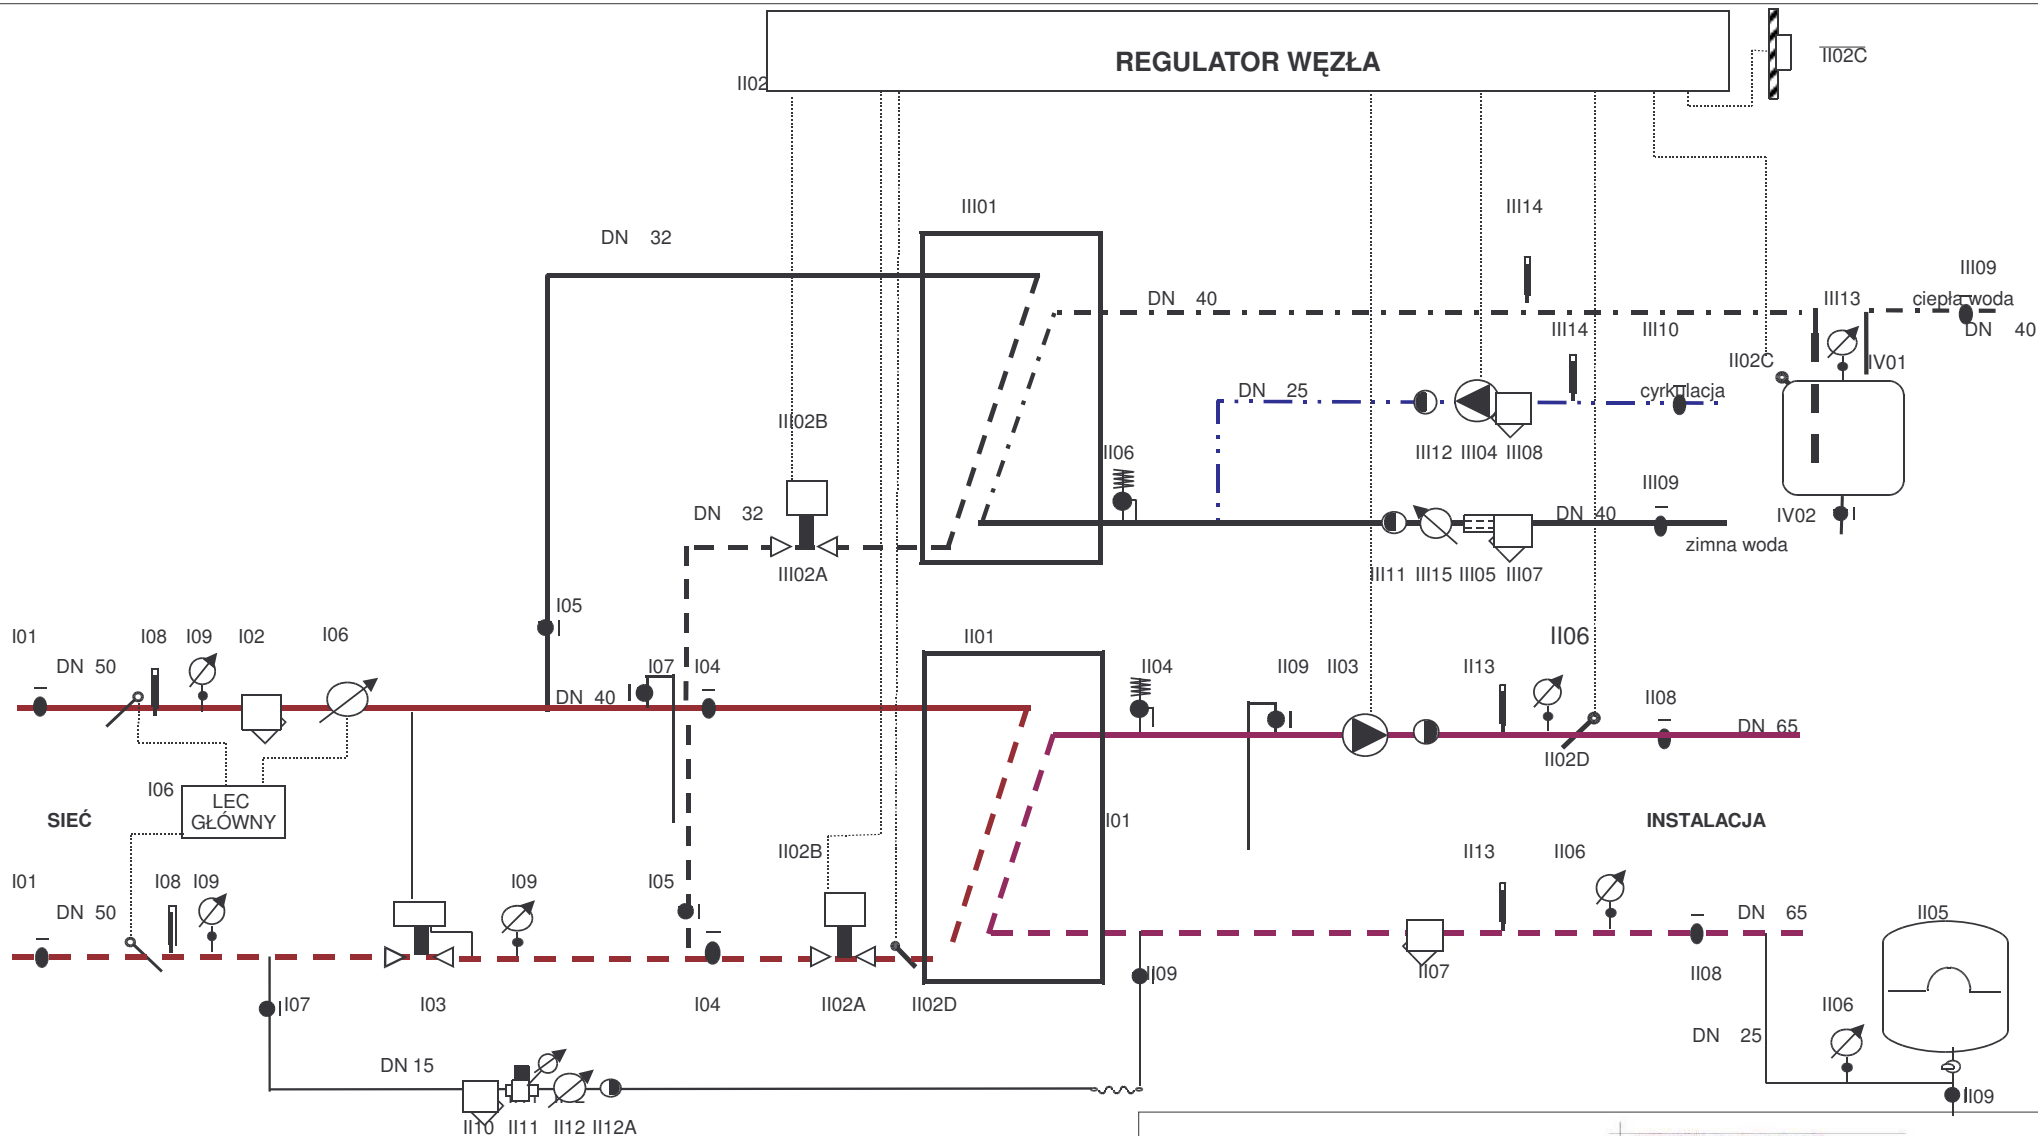 REGULATOR WĘZŁA
II02C
II02
III01
III14
DN 32
III09
DN 40
III13
ciepła woda
III14
III10
DN 40
II02C
IV01
DN 25
cyrkulacja
III02B
II06
III12 III04 III08
III09
DN 32
DN 40
IV02
zimna woda
III02A
III11 III15 III05 III07
I05
I01
I08
I09
I02
I06
II01
II06
DN 50
I07
I04
II04
II09
II03
II13
DN 40
II08
DN 65
II02D
I06
LEC
GŁÓWNY
SIEĆ
I01
INSTALACJA
II02B
II13
II06
I01
I08
I09
I09
I05
DN 50
DN 65
II05
II07
II09
II08
I07
I03
I04
II02A
II02D
II06
DN 25
DN 15
II09
II10 II11 II12 II12A